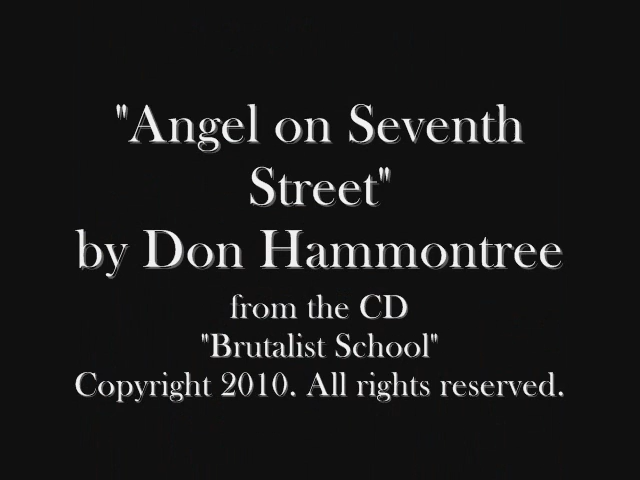 "Angel on Seventh
Street"
by Don Hammontree
from the CD
"Brutalist School"
Copyright 2010. All rights reserved.